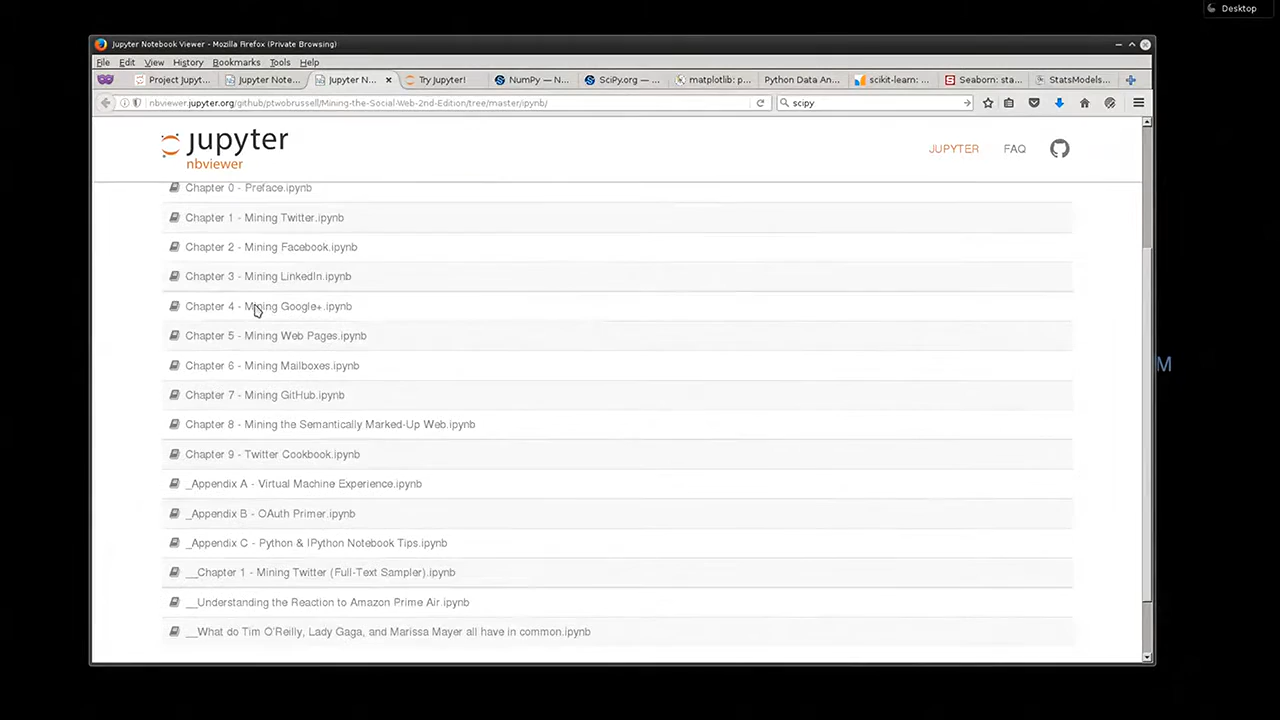 Desktop
Jupyter Notebook Viewer - Mozilla Firefox (Private Browsing)
File Edit View History Bookmarks Tools Help
Project Jupyt...
Jupyter Note...
Jupyter N...
Try Jupyter!
NumPy — N...
SciPy.org — ...
matplotlib: p...
Python Data An...
scikit-learn: ...
Seaborn: sta...
StatsModels...
nbviewer.jupyter.org/github/ptwobrussell/Mining-the-Social-Web-2nd-Edition/tree/master/ipynb/
scipy
jupyter
nbviewer
JUPYTER
FAQ
Chapter 0 - Preface.ipynb
Chapter 1 - Mining Twitter.ipynb
Chapter 2 - Mining Facebook.ipynb
Chapter 3 - Mining LinkedIn.ipynb
Chapter 4 - Mining Google+.ipynb
Chapter 5 - Mining Web Pages.ipynb
Chapter 6 - Mining Mailboxes.ipynb
Chapter 7 - Mining GitHub.ipynb
Chapter 8 - Mining the Semantically Marked-Up Web.ipynb
Chapter 9 - Twitter Cookbook.ipynb
_Appendix A - Virtual Machine Experience.ipynb
_Appendix B - OAuth Primer.ipynb
_Appendix C - Python & IPython Notebook Tips.ipynb
__Chapter 1 - Mining Twitter (Full-Text Sampler).ipynb
__Understanding the Reaction to Amazon Prime Air.ipynb
__What do Tim O'Reilly, Lady Gaga, and Marissa Mayer all have in common.ipynb
M